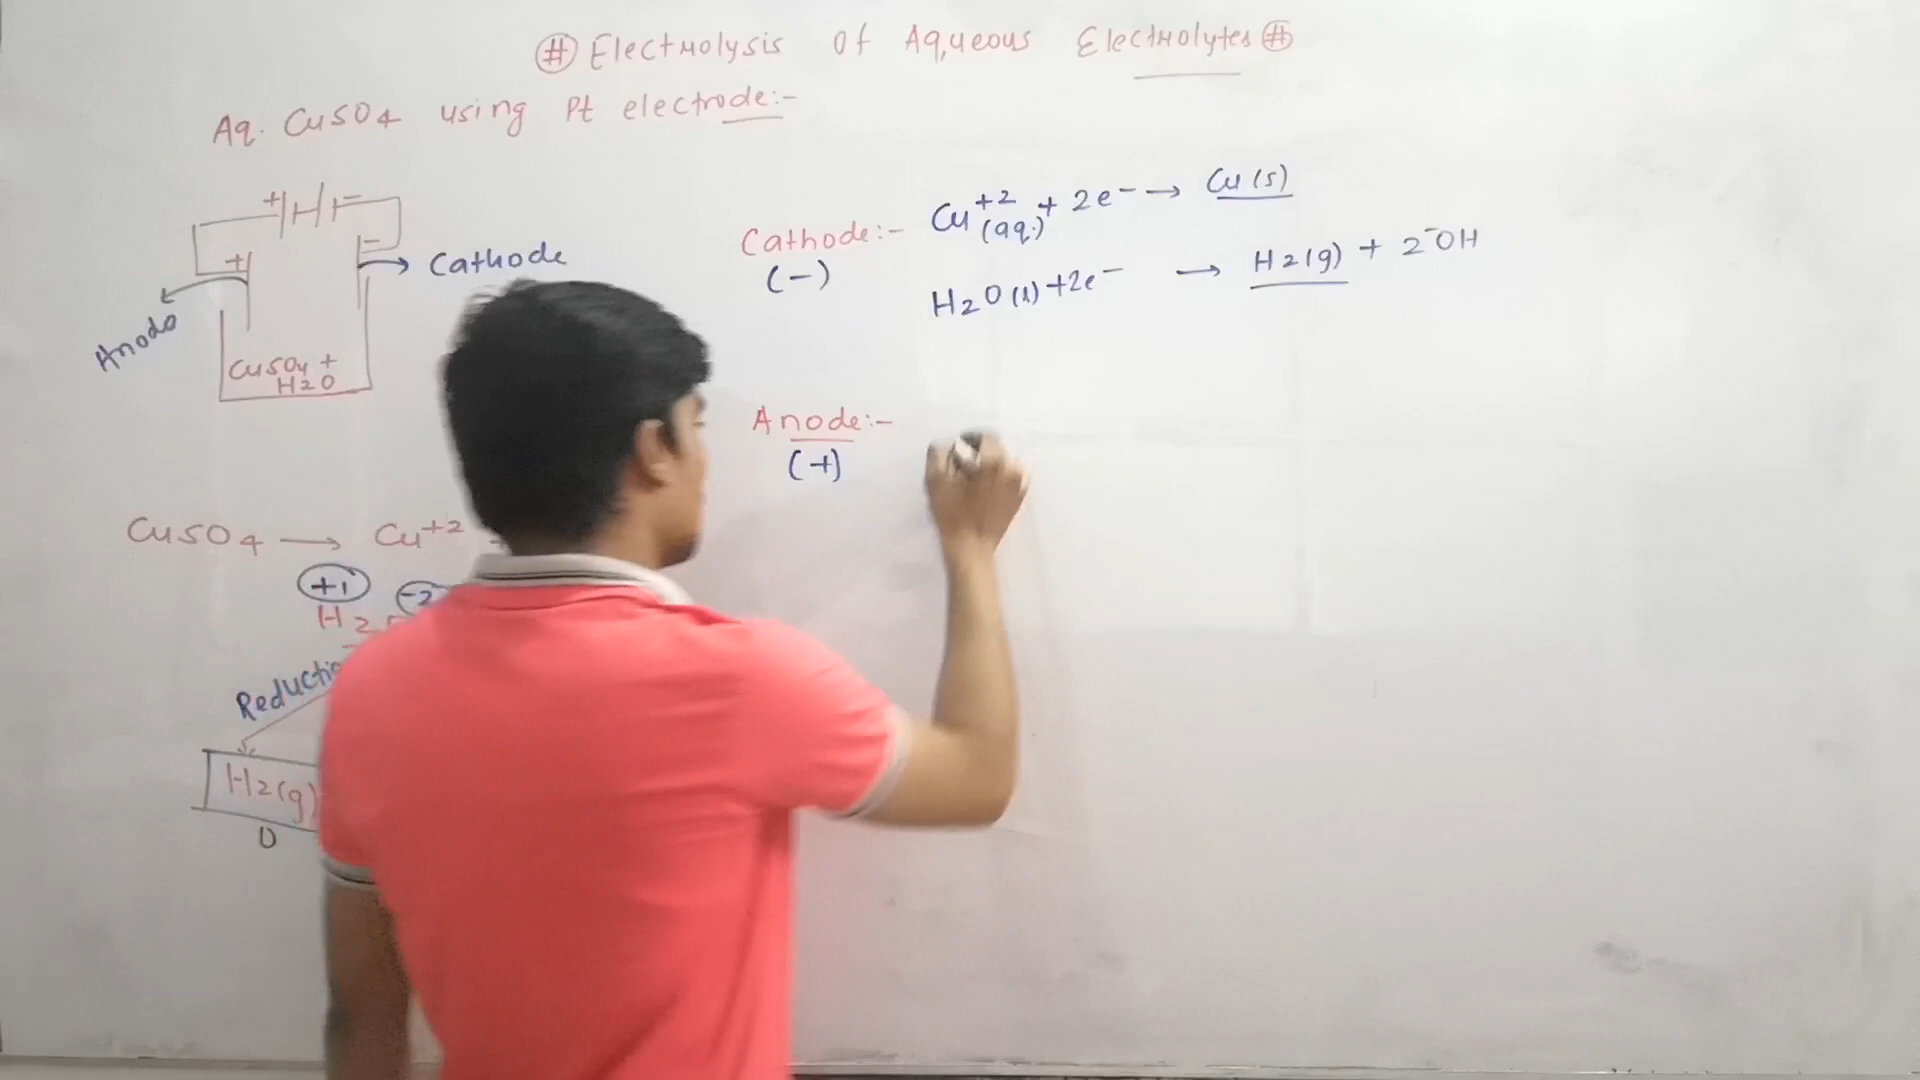 # Electrolysis Of Aqueous Electrolytes #
Aq. CuSO4 using Pt electrode:-
+ -
+ -
Cathode
Anode
CuSO4 +
H2O
Cathode:- Cu+2(aq.) + 2e- → Cu(s)
(-)
H2O(l) +2e- → H2(g) + 2-OH
Anode:-
(+)
CuSO4 → Cu+2
+1 -2
H2
H2(g)
0